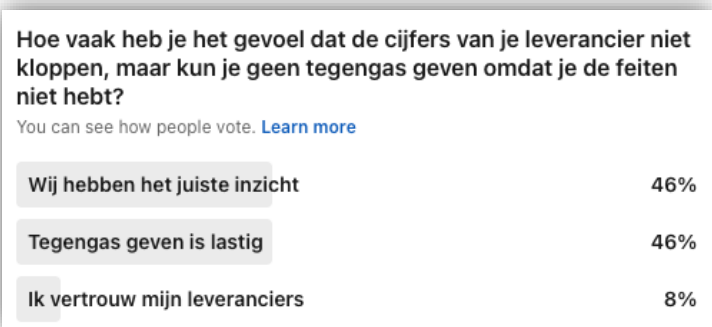 Hoe vaak heb je het gevoel dat de cijfers van je leverancier niet
kloppen, maar kun je geen tegengas geven omdat je de feiten
niet hebt?
You can see how people vote. Learn more
Wij hebben het juiste inzicht 46%
Tegengas geven is lastig 46%
Ik vertrouw mijn leveranciers 8%